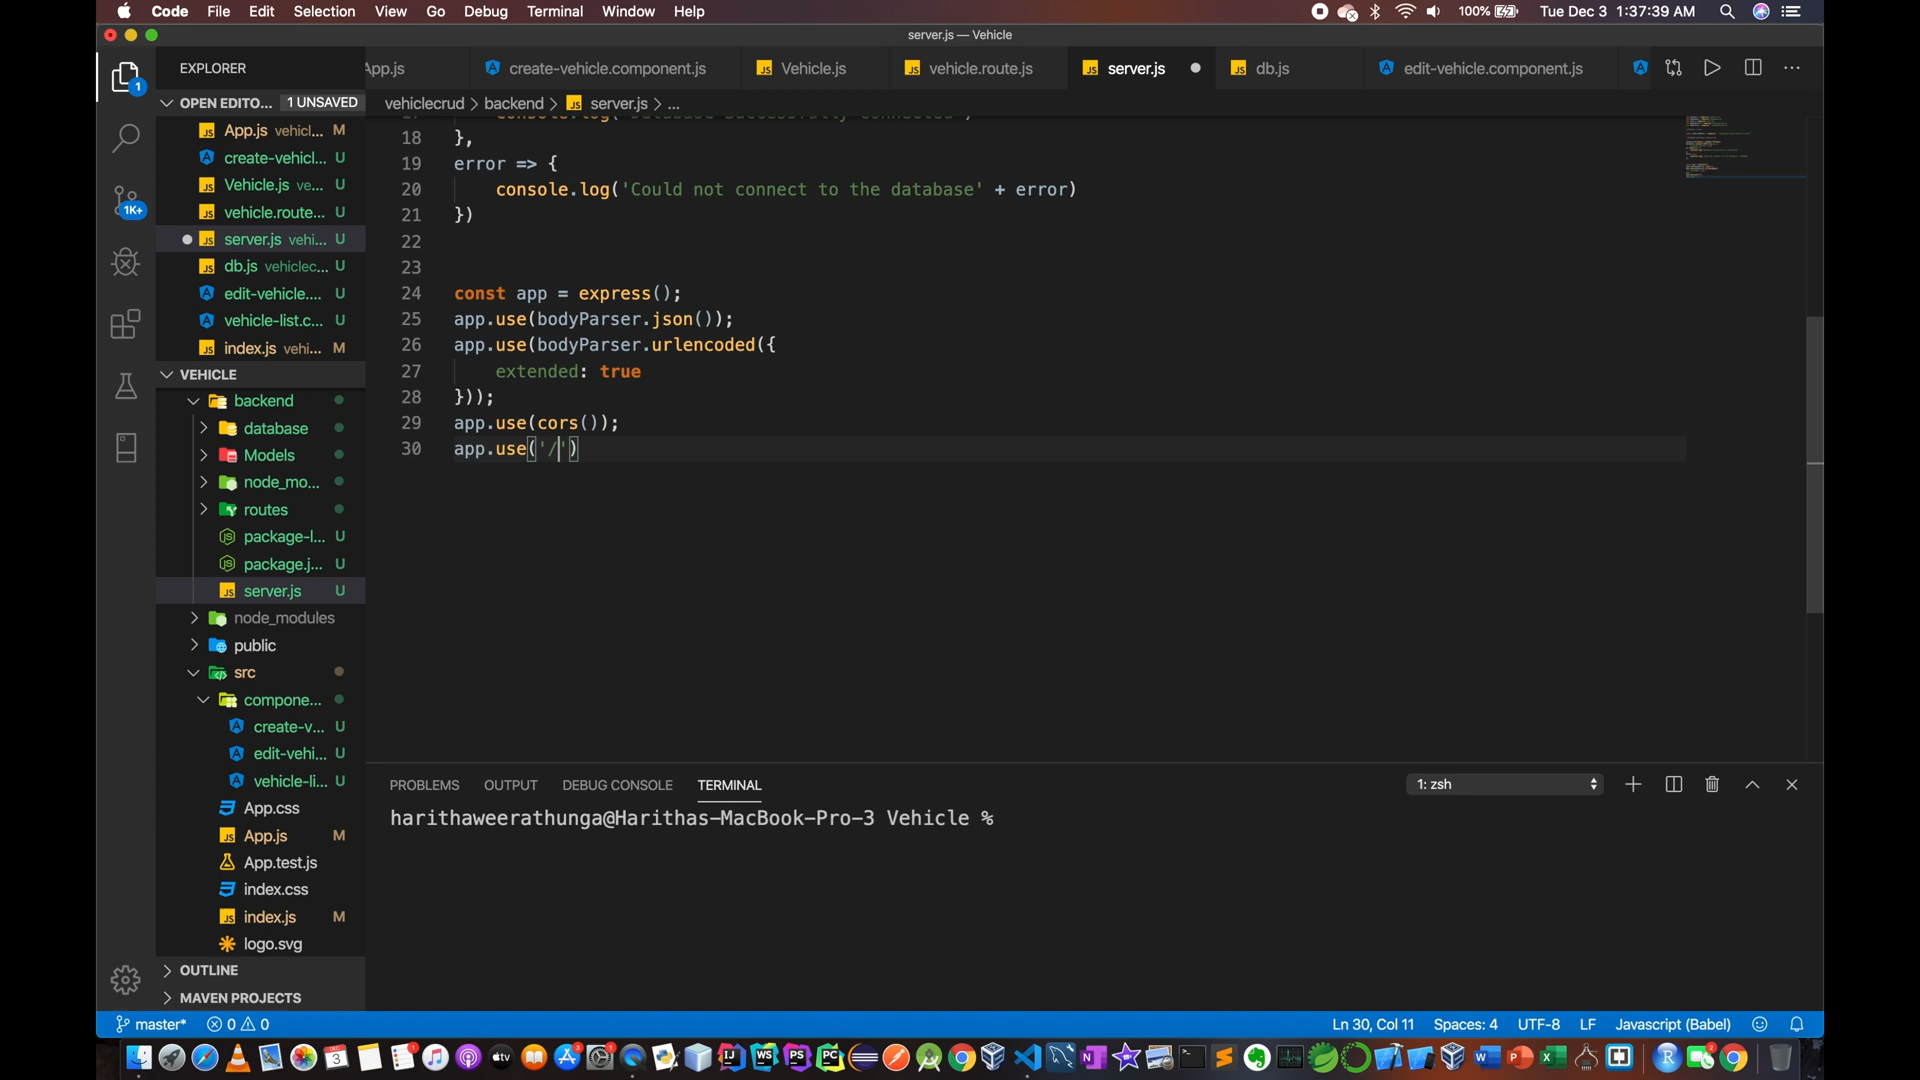 Code File Edit Selection View Go Debug Terminal Window Help
100% Tue Dec 3 1:37:39 AM
server.js — Vehicle
EXPLORER
App.js
create-vehicle.component.js
Vehicle.js
vehicle.route.js
server.js
db.js
edit-vehicle.component.js
OPEN EDITO... 1 UNSAVED
vehiclecrud > backend > server.js > ...
App.js vehicl... M
create-vehicl... U
Vehicle.js ve... U
vehicle.route... U
server.js vehi... U
db.js vehiclec... U
edit-vehicle.... U
vehicle-list.c... U
index.js vehi... M
VEHICLE
backend
database
Models
node_mo...
routes
package-l... U
package.j... U
server.js U
node_modules
public
src
compone...
create-v... U
edit-vehi... U
vehicle-li... U
App.css
App.js M
App.test.js
index.css
index.js M
logo.svg
OUTLINE
MAVEN PROJECTS
1
1K+
18 },
19 error => {
20 console.log('Could not connect to the database' + error)
21 })
22
23
24 const app = express();
25 app.use(bodyParser.json());
26 app.use(bodyParser.urlencoded({
27 extended: true
28 }));
29 app.use(cors());
30 app.use('/')
PROBLEMS OUTPUT DEBUG CONSOLE TERMINAL
1: zsh
harithaweerathunga@Harithas-MacBook-Pro-3 Vehicle %
master* 0 0
Ln 30, Col 11 Spaces: 4 UTF-8 LF Javascript (Babel)